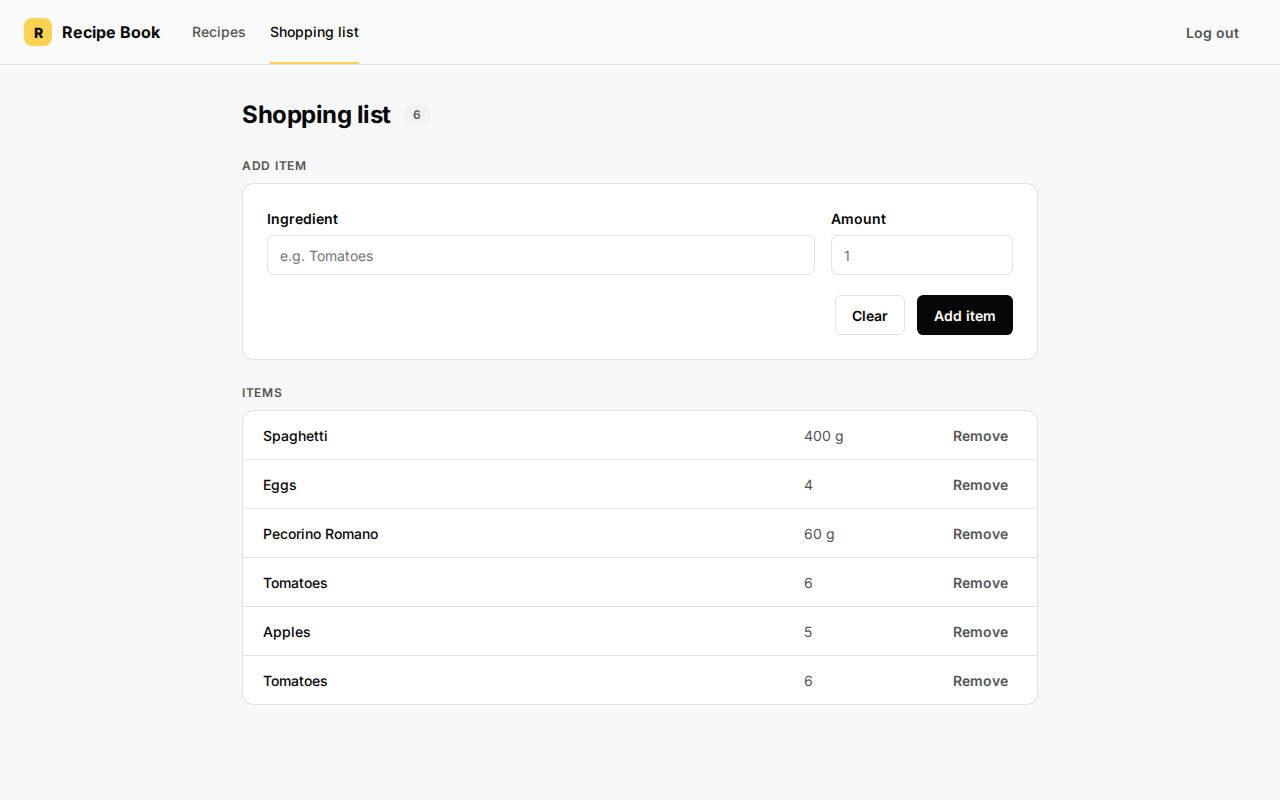 R Recipe Book Recipes Shopping list Log out
Shopping list 6
ADD ITEM
Ingredient Amount
e.g. Tomatoes 1
Clear Add item
ITEMS
Spaghetti 400 g Remove
Eggs 4 Remove
Pecorino Romano 60 g Remove
Tomatoes 6 Remove
Apples 5 Remove
Tomatoes 6 Remove